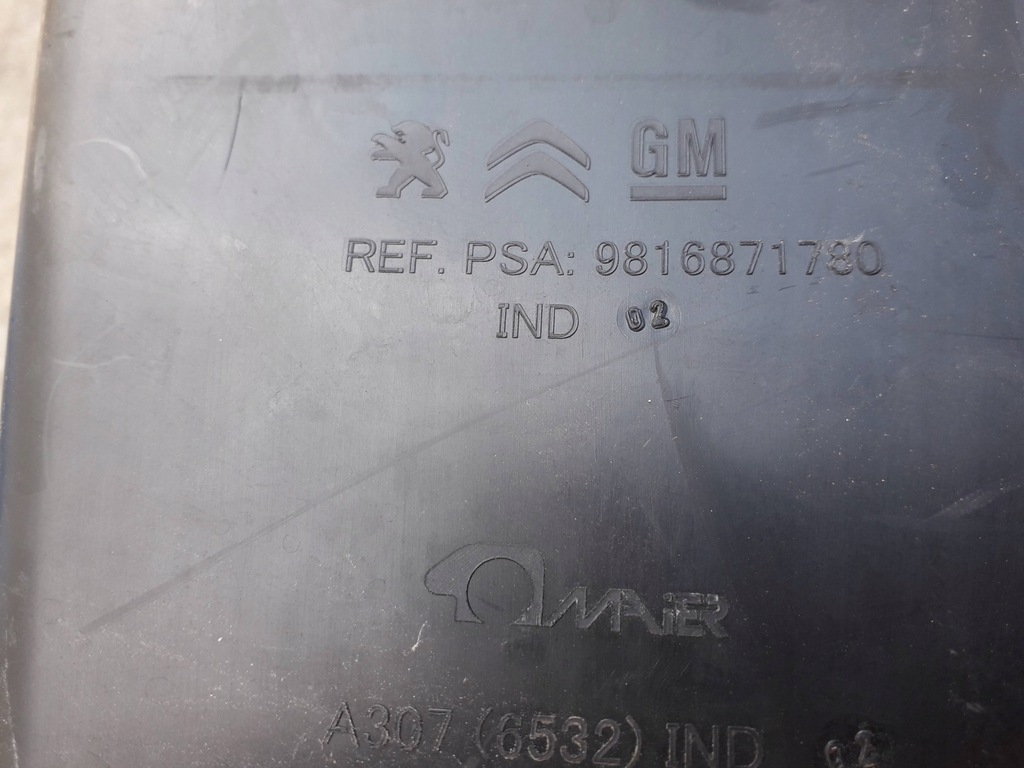 GM
REF. PSA: 9816871780
IND 02
MAIER
A307 (6532) IND 02